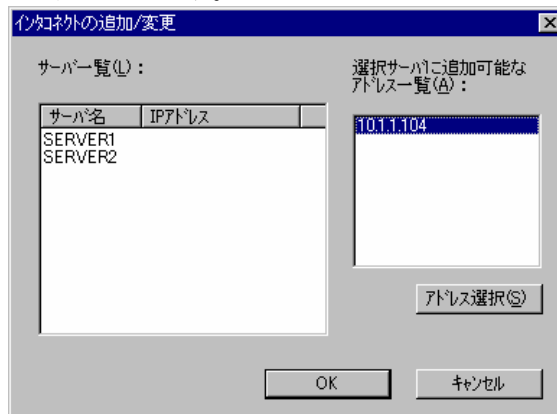 インタコネクトの追加/変更
サーバ一覧(L) :
選択サーバに追加可能な
アドレス一覧(A) :
サーバ名 IPアドレス
SERVER1
SERVER2
10.1.1.104
アドレス選択(S)
OK キャンセル